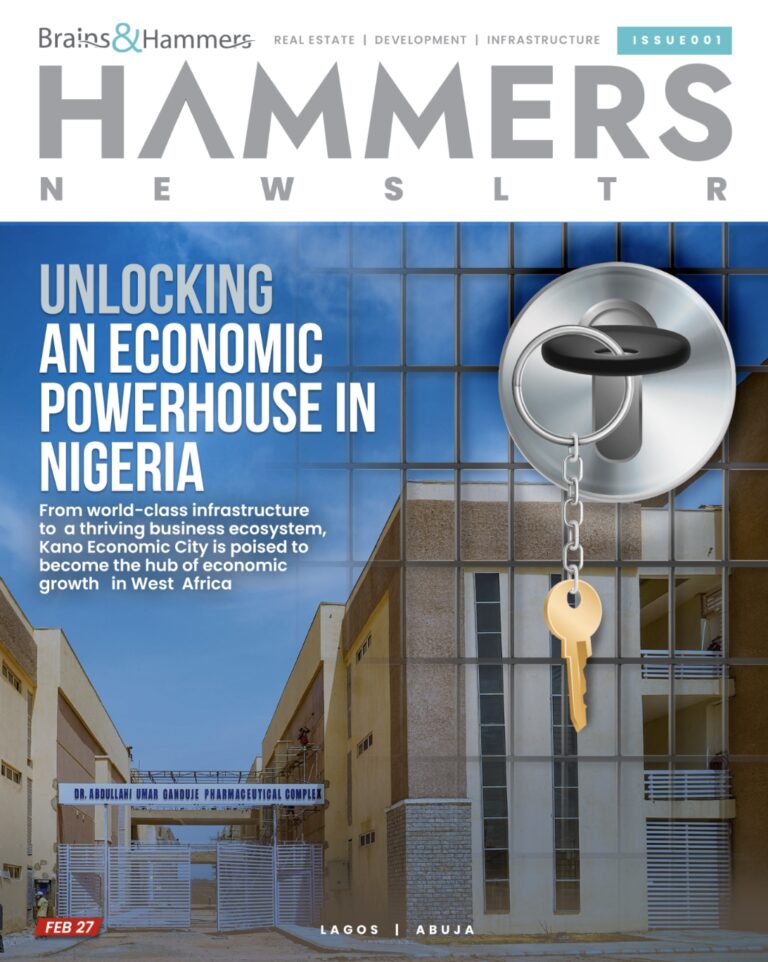 Brains&Hammers REAL ESTATE | DEVELOPMENT | INFRASTRUCTURE ISSUE001
HAMMERS
NEWSLTR
UNLOCKING
AN ECONOMIC
POWERHOUSE IN
NIGERIA
From world-class infrastructure
to a thriving business ecosystem,
Kano Economic City is poised to
become the hub of economic
growth in West Africa
DR. ABDULLAHI UMAR GANDUJE PHARMACEUTICAL COMPLEX
FEB 27
LAGOS | ABUJA